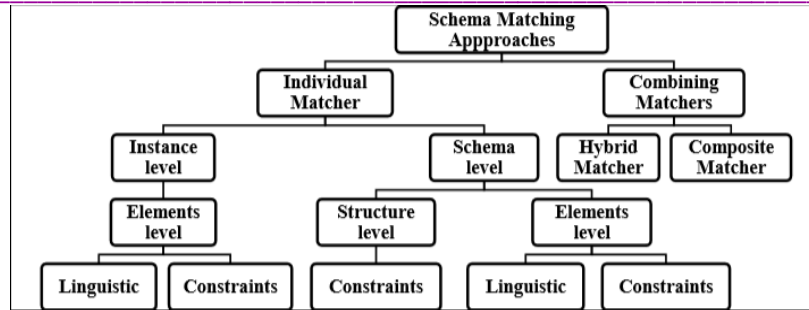 Schema Matching
Appproaches
Individual
Matcher
Combining
Matchers
Instance
level
Schema
level
Hybrid
Matcher
Composite
Matcher
Elements
level
Structure
level
Elements
level
Linguistic
Constraints
Constraints
Linguistic
Constraints